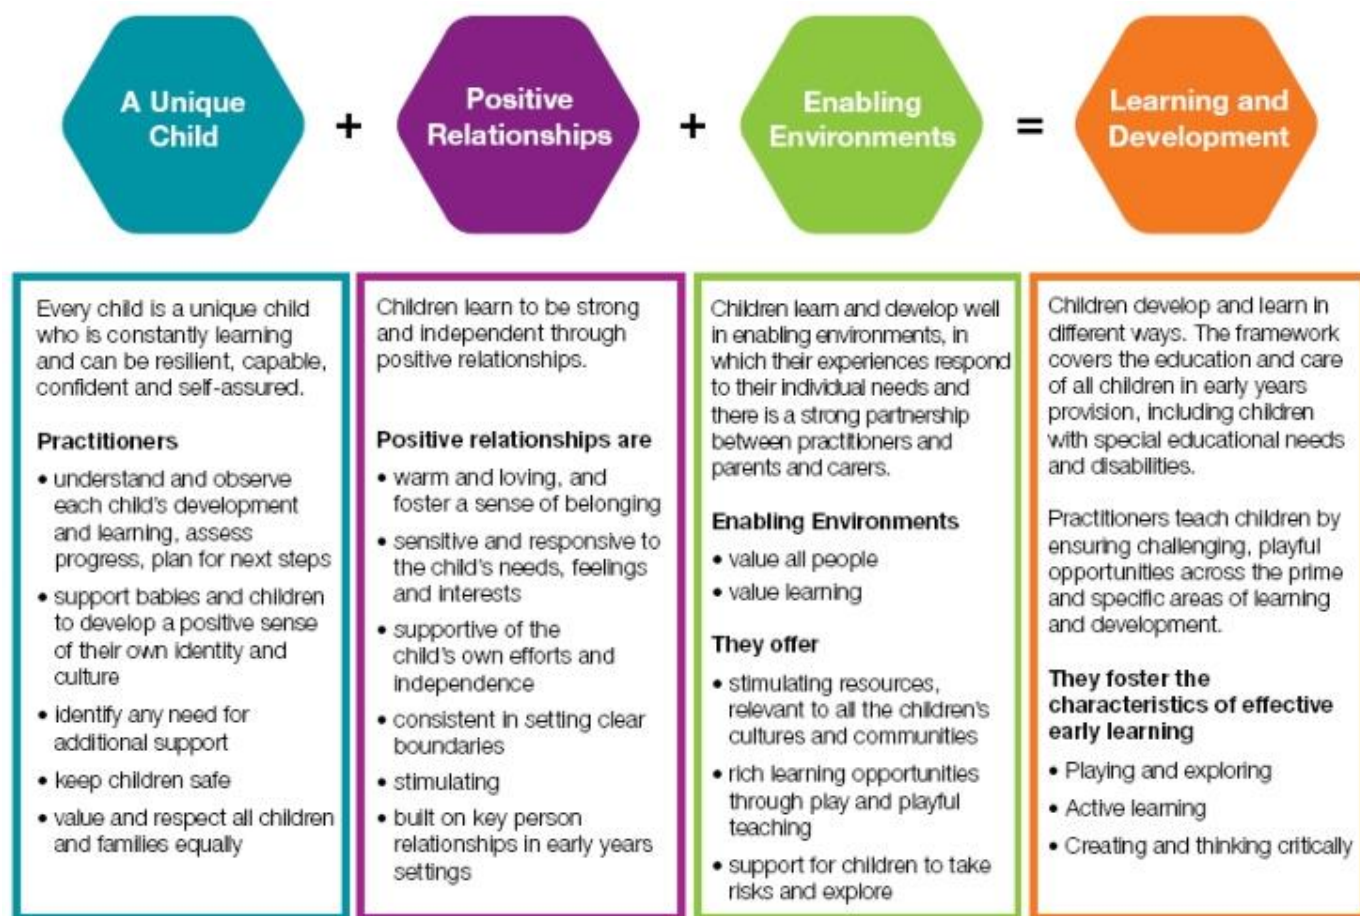 A Unique
Child
+
Positive
Relationships
+
Enabling
Environments
=
Learning and
Development
Every child is a unique child
who is constantly learning
and can be resilient, capable,
confident and self-assured.
Practitioners
• understand and observe
each child's development
and learning, assess
progress, plan for next steps
• support babies and children
to develop a positive sense
of their own identity and
culture
• identify any need for
additional support
• keep children safe
• value and respect all children
and families equally
Children learn to be strong
and independent through
positive relationships.
Positive relationships are
• warm and loving, and
foster a sense of belonging
• sensitive and responsive to
the child's needs, feelings
and interests
• supportive of the
child's own efforts and
independence
• consistent in setting clear
boundaries
• stimulating
• built on key person
relationships in early years
settings
Children learn and develop well
in enabling environments, in
which their experiences respond
to their individual needs and
there is a strong partnership
between practitioners and
parents and carers.
Enabling Environments
• value all people
• value learning
They offer
• stimulating resources,
relevant to all the children's
cultures and communities
• rich learning opportunities
through play and playful
teaching
• support for children to take
risks and explore
Children develop and learn in
different ways. The framework
covers the education and care
of all children in early years
provision, including children
with special educational needs
and disabilities.
Practitioners teach children by
ensuring challenging, playful
opportunities across the prime
and specific areas of learning
and development.
They foster the
characteristics of effective
early learning
• Playing and exploring
• Active learning
• Creating and thinking critically